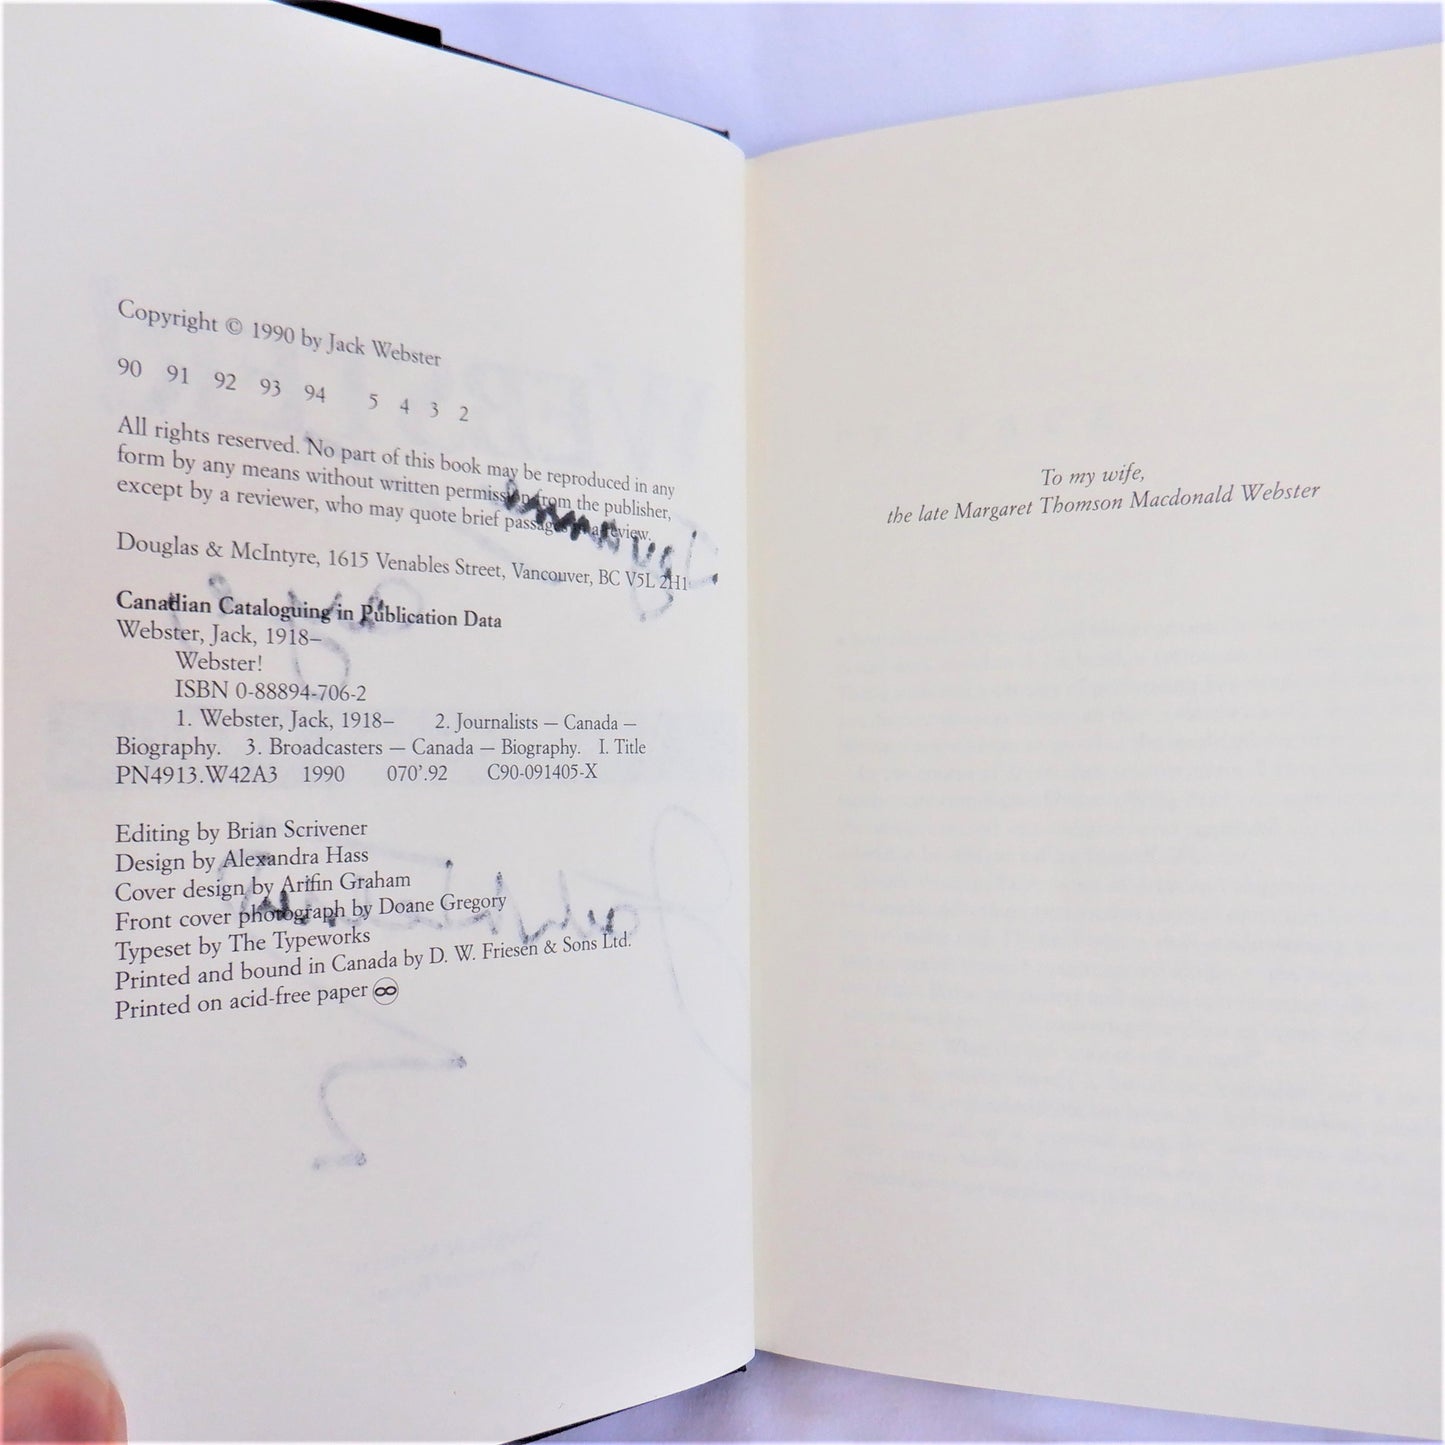 Copyright © 1990 by Jack Webster
90 91 92 93 94 5 4 3 2
All rights reserved. No part of this book may be reproduced in any
form by any means without written permission from the publisher,
except by a reviewer, who may quote brief passages in a review.
Douglas & McIntyre, 1615 Venables Street, Vancouver, BC V5L 2H1
Canadian Cataloguing in Publication Data
Webster, Jack, 1918–
Webster!
ISBN 0-88894-706-2
1. Webster, Jack, 1918– 2. Journalists — Canada —
Biography. 3. Broadcasters — Canada — Biography. I. Title
PN4913.W42A3 1990 070'.92 C90-091405-X
Editing by Brian Scrivener
Design by Alexandra Hass
Cover design by Arifin Graham
Front cover photograph by Doane Gregory
Typeset by The Typeworks
Printed and bound in Canada by D. W. Friesen & Sons Ltd.
Printed on acid-free paper ∞
To my wife,
the late Margaret Thomson Macdonald Webster